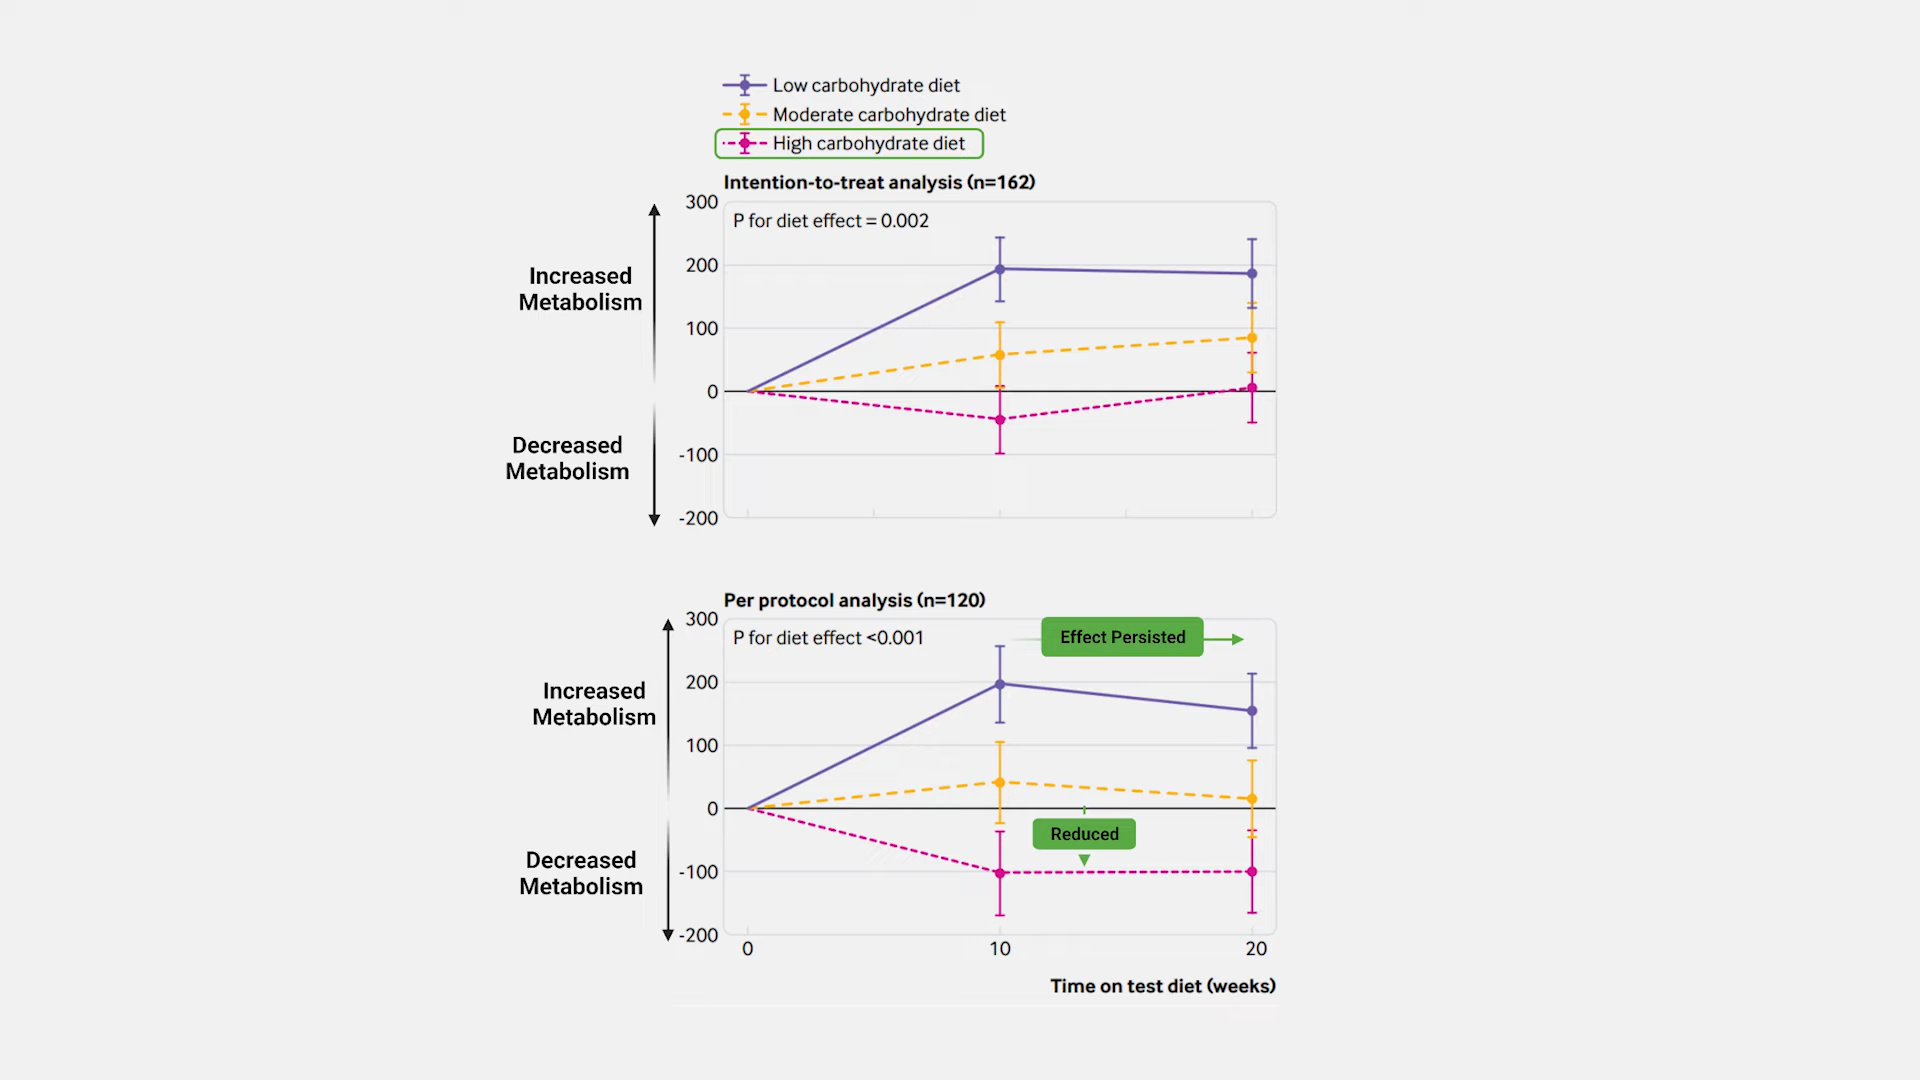 Low carbohydrate diet
Moderate carbohydrate diet
High carbohydrate diet
Intention-to-treat analysis (n=162)
300
P for diet effect = 0.002
200
100
0
-100
-200
Increased
Metabolism
Decreased
Metabolism
Per protocol analysis (n=120)
300
P for diet effect <0.001
Effect Persisted
200
100
0
-100
-200
Increased
Metabolism
Reduced
Decreased
Metabolism
0
10
20
Time on test diet (weeks)